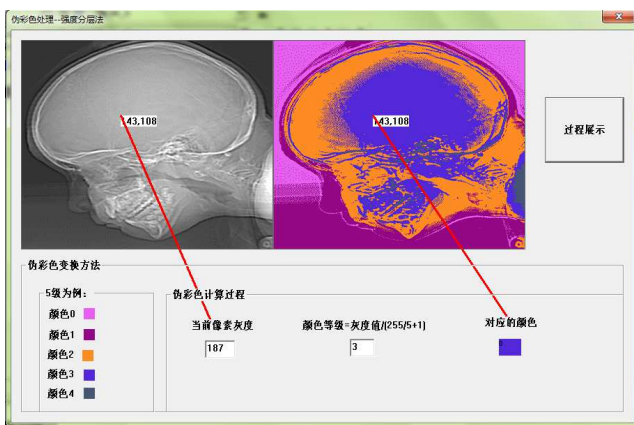 伪彩色处理--强度分层法
143,108
143,108
过程展示
伪彩色变换方法
5级为例：
颜色0
颜色1
颜色2
颜色3
颜色4
伪彩色计算过程
当前像素灰度
颜色等级=灰度值/(255/5+1)
对应的颜色
187
3